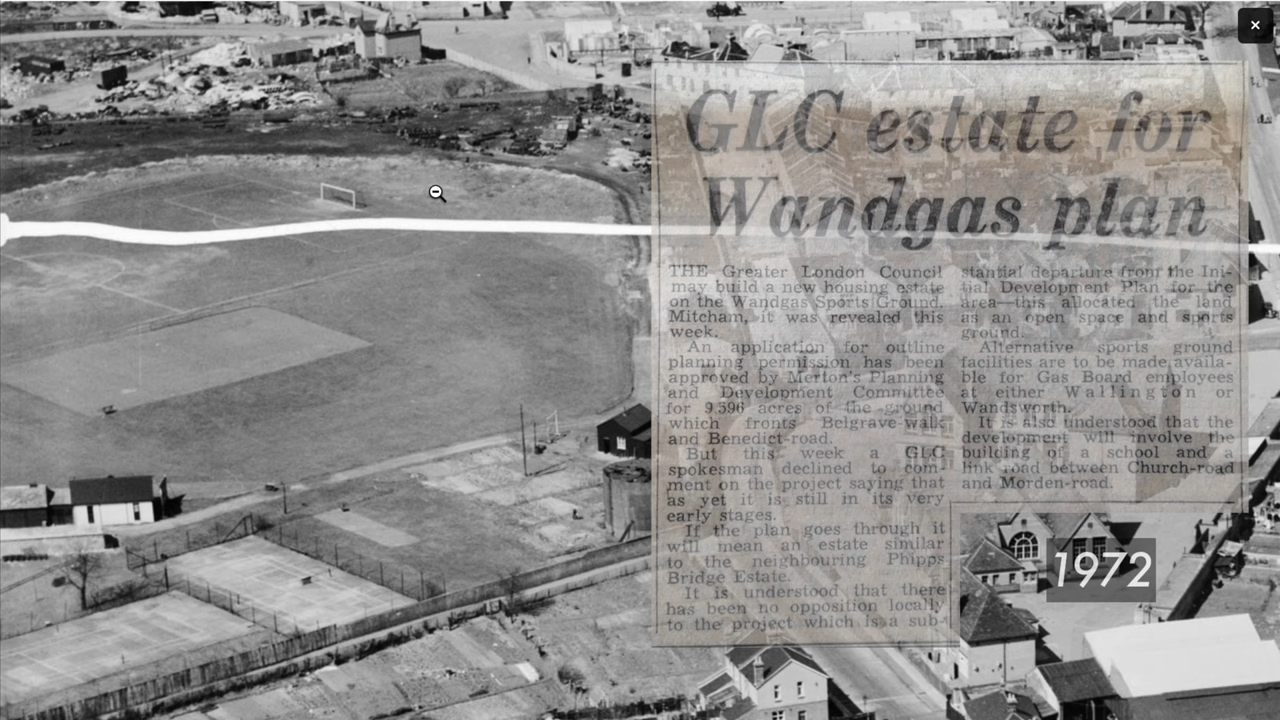 GLC estate for
Wandgas plan
THE Greater London Council
may build a new housing estate
on the Wandgas Sports Ground,
Mitcham, it was revealed this
week.
An application for outline
planning permission has been
approved by Merton's Planning
and Development Committee
for 9.596 acres of the ground
which fronts Belgrave-walk
and Benedict-road.
But this week a GLC
spokesman declined to com-
ment on the project saying that
as yet it is still in its very
early stages.
If the plan goes through it
will mean an estate similar
to the neighbouring Phipps
Bridge Estate.
It is understood that there
has been no opposition locally
to the project which is a sub-
stantial departure from the Ini-
tial Development Plan for the
area—this allocated the land
as an open space and sports
ground.
Alternative sports ground
facilities are to be made availa-
ble for Gas Board employees
at either Wallington or
Wandsworth.
It is also understood that the
development will involve the
building of a school and a
link road between Church-road
and Morden-road.
1972